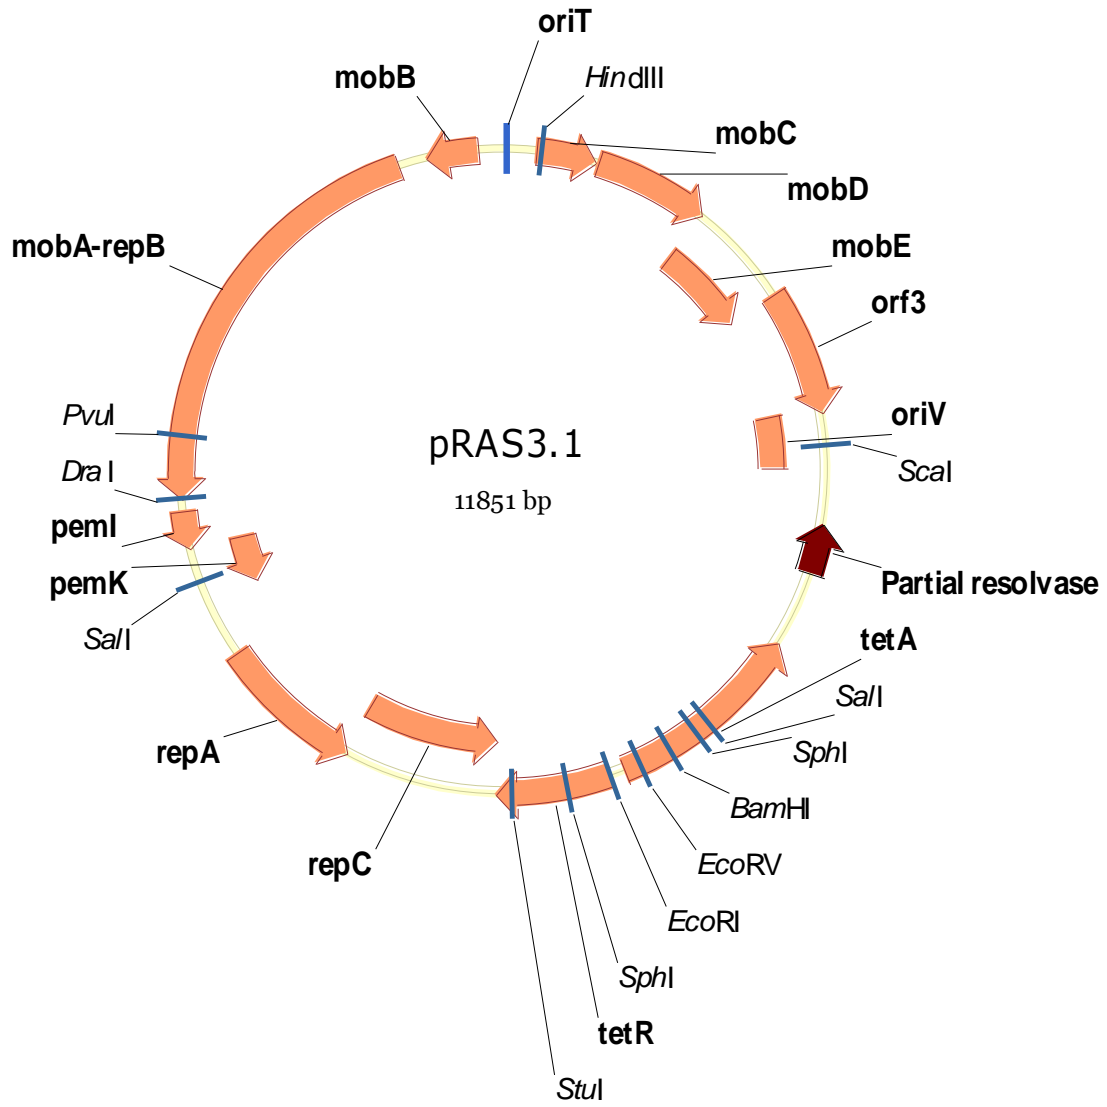 oriT
mobB
HindIII
mobC
mobD
mobA-repB
mobE
orf3
PvuI
oriV
pRAS3.1
DraI
ScaI
11851 bp
pemI
pemK
Partial resolvase
SalI
tetA
SalI
repA
SphI
BamHI
repC
EcoRV
EcoRI
SphI
tetR
StuI